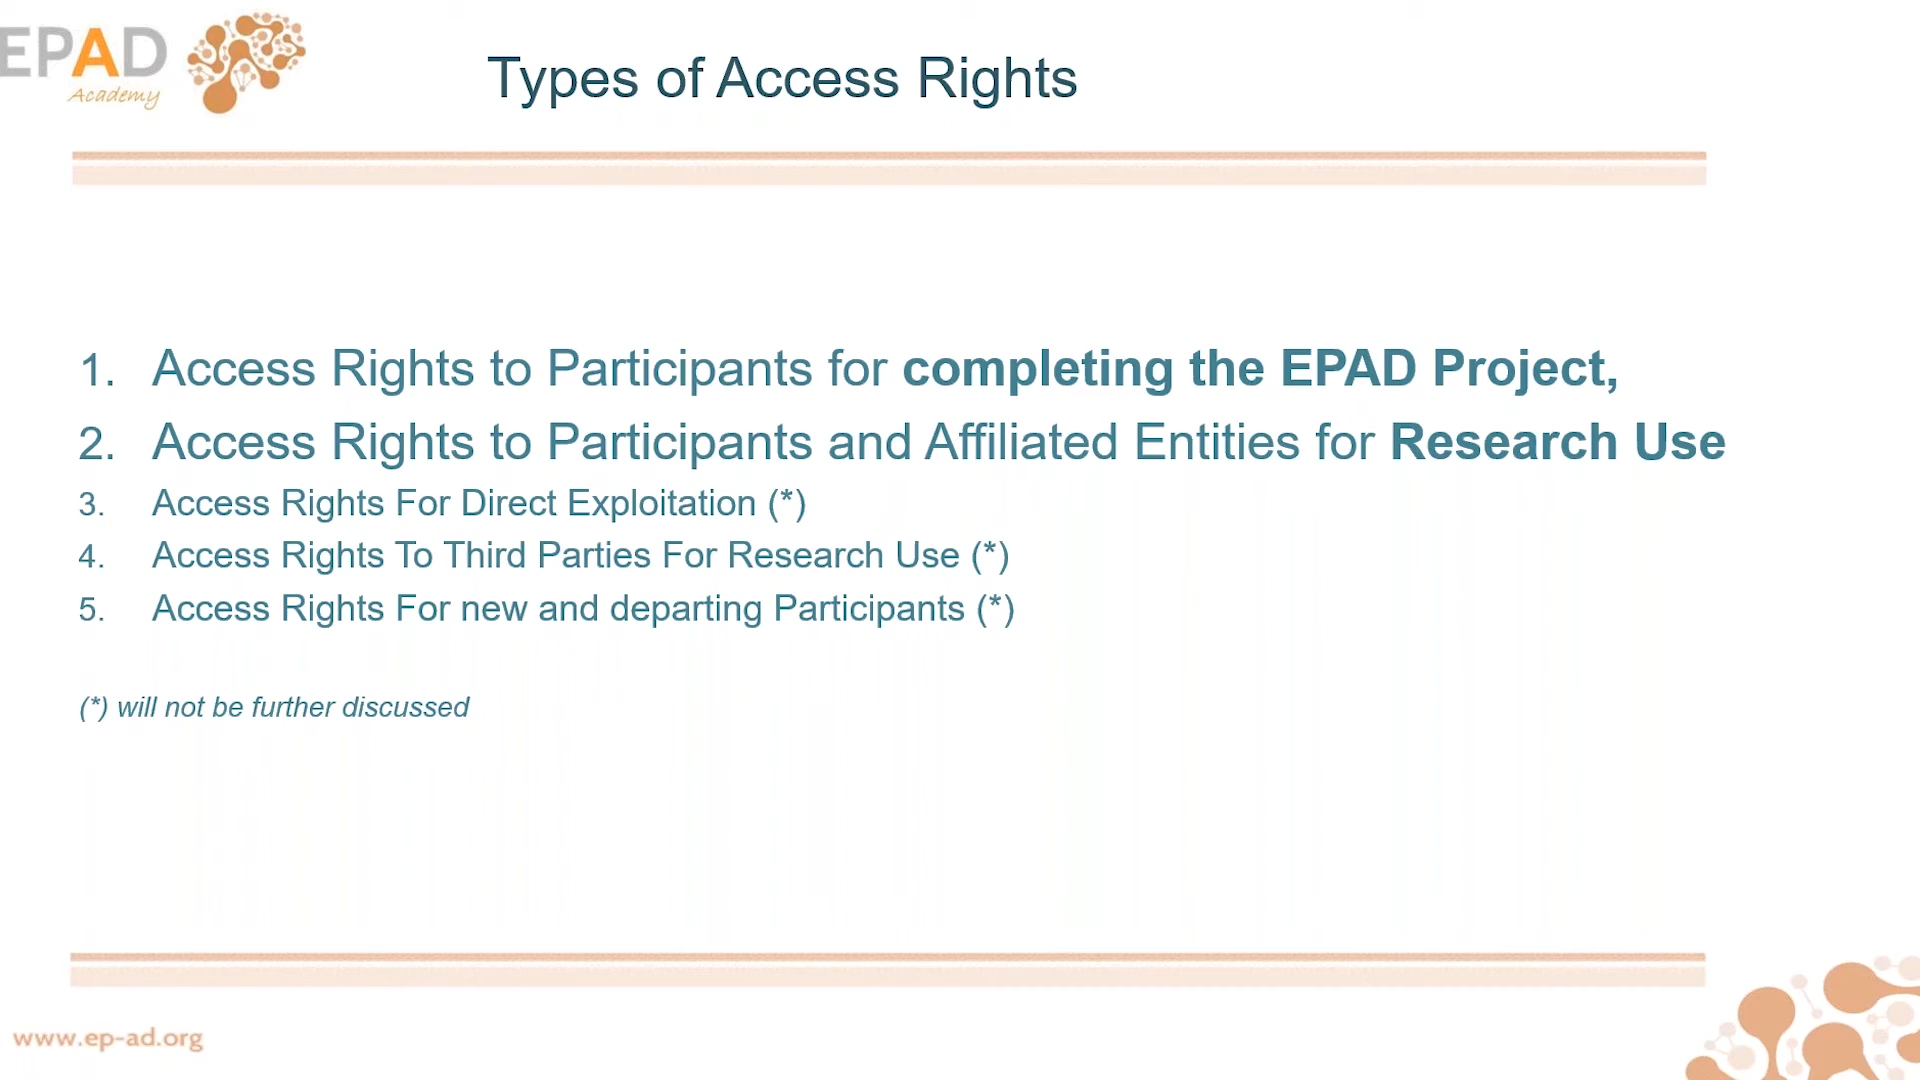 EPAD
Academy
Types of Access Rights
1. Access Rights to Participants for completing the EPAD Project,
2. Access Rights to Participants and Affiliated Entities for Research Use
3. Access Rights For Direct Exploitation (*)
4. Access Rights To Third Parties For Research Use (*)
5. Access Rights For new and departing Participants (*)
(*) will not be further discussed
www.ep-ad.org